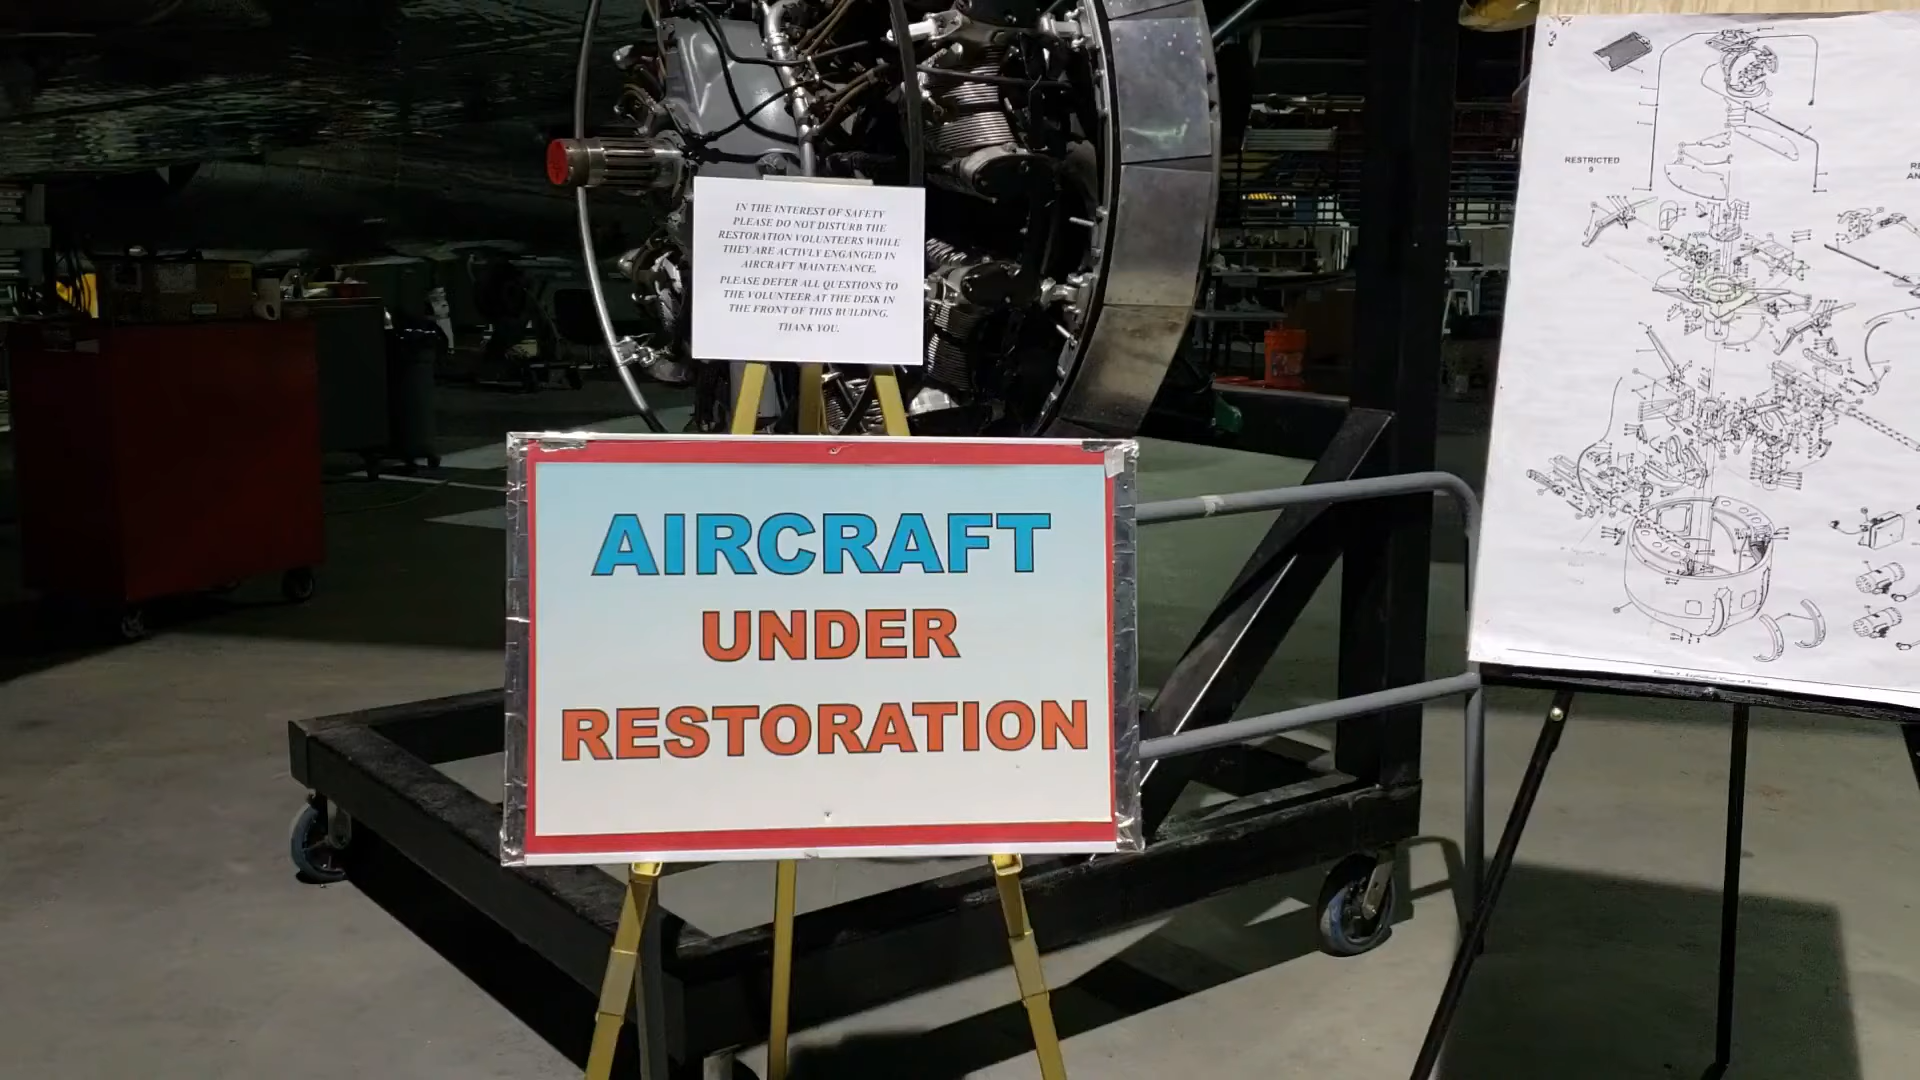 IN THE INTEREST OF SAFETY
PLEASE DO NOT DISTURB THE
RESTORATION VOLUNTEERS WHILE
THEY ARE ACTIVLY ENGANGED IN
AIRCRAFT MAINTENANCE.
PLEASE DEFER ALL QUESTIONS TO
THE VOLUNTEER AT THE DESK IN
THE FRONT OF THIS BUILDING.
THANK YOU.
AIRCRAFT
UNDER
RESTORATION
RESTRICTED
9